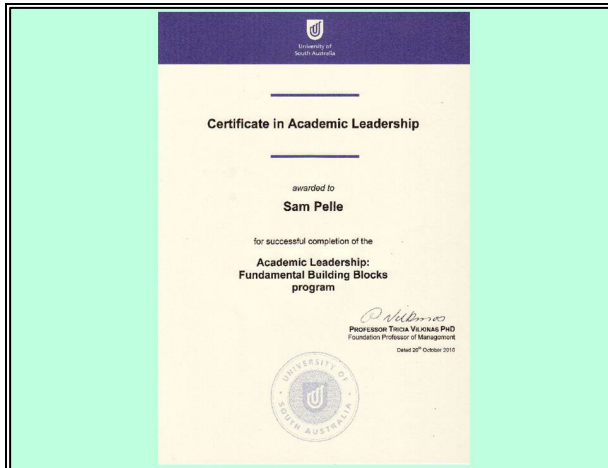 University of
South Australia
Certificate in Academic Leadership
awarded to
Sam Pelle
for successful completion of the
Academic Leadership:
Fundamental Building Blocks
program
PROFESSOR TRICIA VILKINAS PHD
Foundation Professor of Management
Dated 20th October 2010
UNIVERSITY OF
SOUTH AUSTRALIA